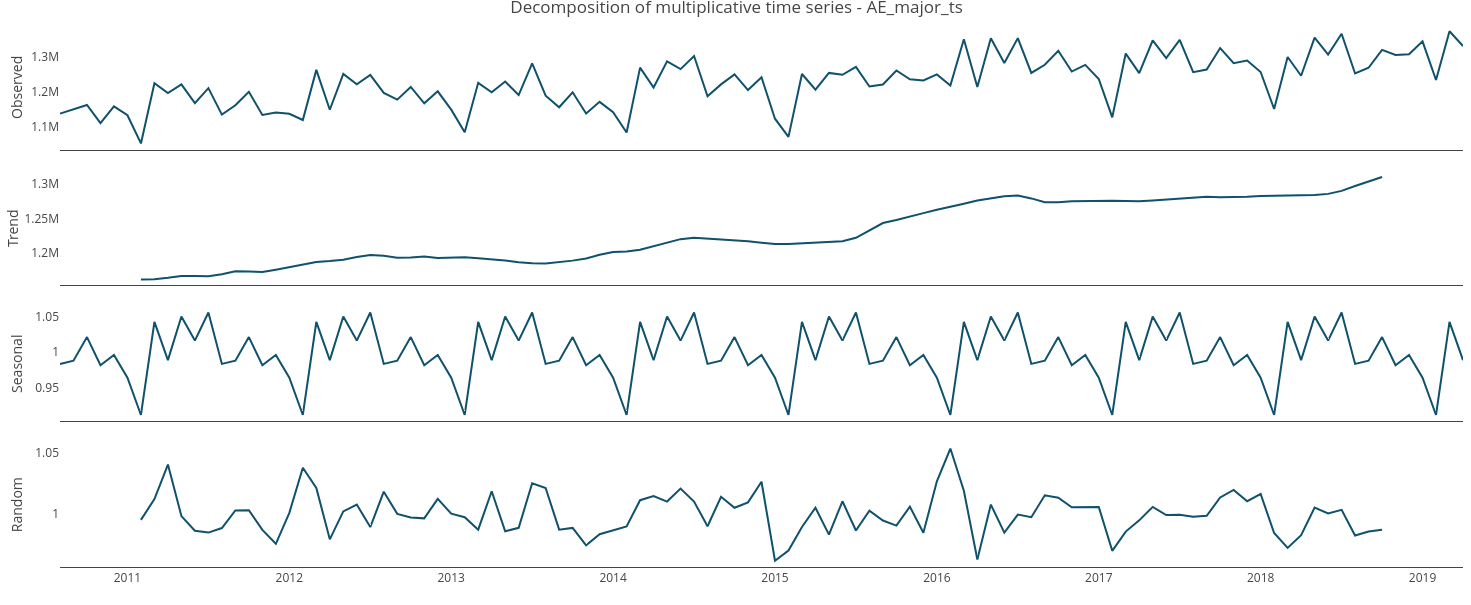 Decomposition of multiplicative time series - AE_major_ts
Observed
1.3M
1.2M
1.1M
Trend
1.3M
1.25M
1.2M
Seasonal
1.05
1
0.95
Random
1.05
1
2011 2012 2013 2014 2015 2016 2017 2018 2019